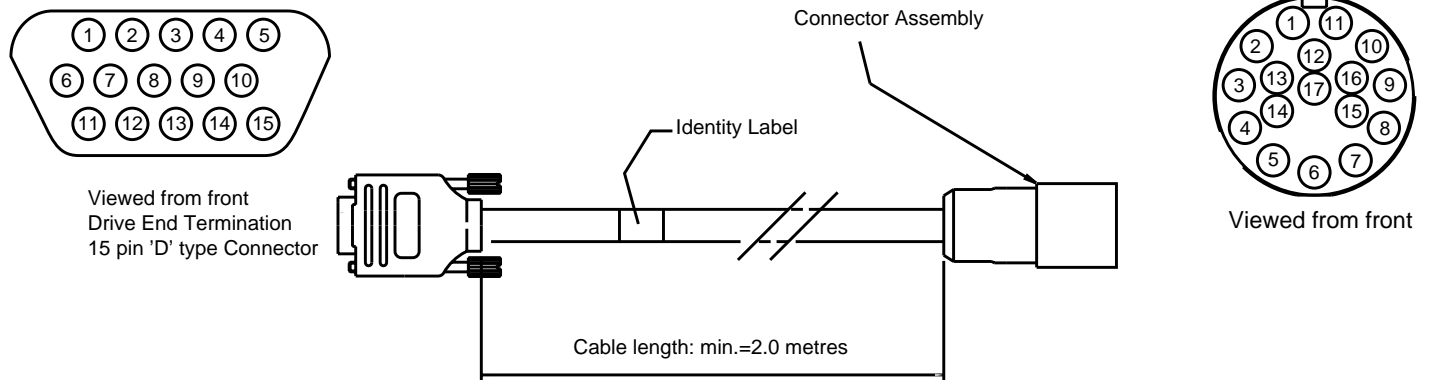 1 2 3 4 5
6 7 8 9 10
11 12 13 14 15
Viewed from front
Drive End Termination
15 pin 'D' type Connector
Identity Label
Connector Assembly
Cable length: min.=2.0 metres
1 11
2 12 10
3 13 17 16 9
14 15
4 8
5 6 7
Viewed from front